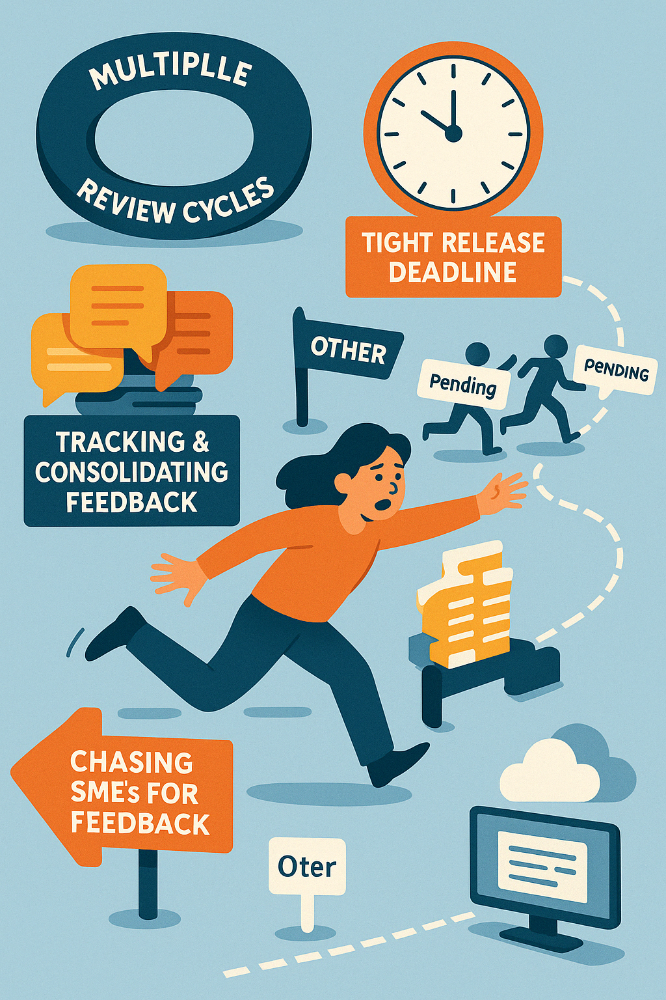 MULTIPLLE
REVIEW CYCLES
TIGHT RELEASE
DEADLINE
OTHER
Pending
PENDING
TRACKING &
CONSOLIDATING
FEEDBACK
CHASING
SME's FOR
FEEDBACK
Oter